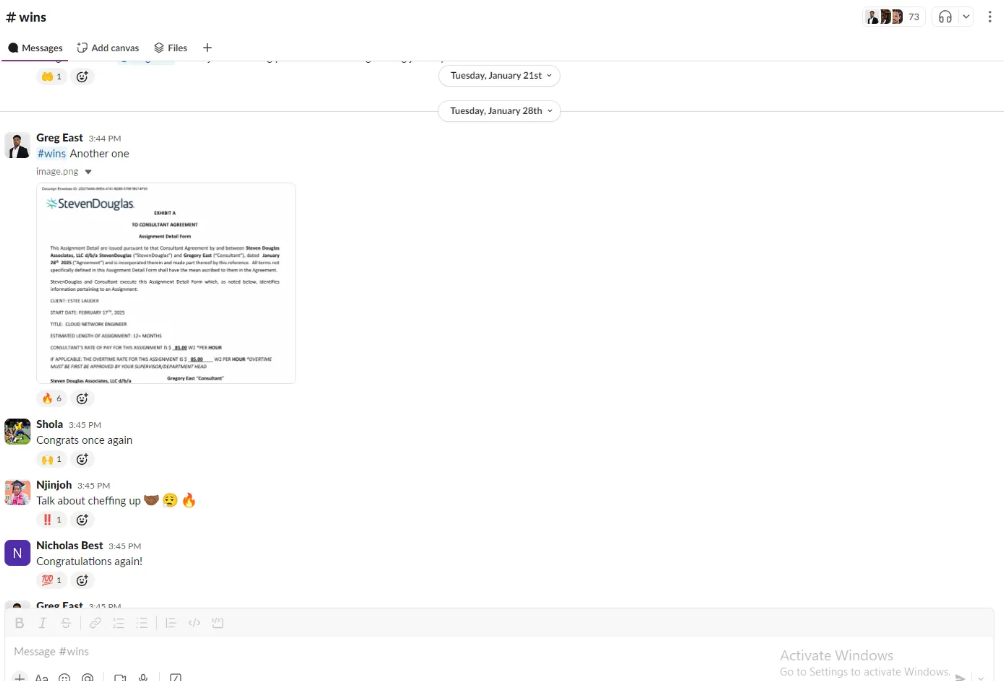 # wins
73
Messages
Add canvas
Files
1
Tuesday, January 21st
Tuesday, January 28th
Greg East 3:44 PM
#wins Another one
image.png
StevenDouglas.
EXHIBIT A
TO CONSULTANT AGREEMENT
Assignment Detail Form
This Assignment Detail are issued pursuant to that Consultant Agreement by and between Steven Douglas
Associates, LLC d/b/a StevenDouglas ("StevenDouglas") and Gregory East ("Consultant"), dated January
2025 ("Agreement") and is incorporated therein and made part thereof by this reference. All terms not
specifically defined in this Assignment Detail Form shall have the mean ascribed to them in the Agreement.
StevenDouglas and Consultant execute this Assignment Detail Form which, as noted below, identifies
information pertaining to an Assignment.
CLIENT: ESTEE LAUDER
START DATE: FEBRUARY 17th, 2025
TITLE: CLOUD NETWORK ENGINEER
ESTIMATED LENGTH OF ASSIGNMENT: 12+ MONTHS
CONSULTANT'S RATE OF PAY FOR THIS ASSIGNMENT IS $ 85.00 W2 *PER HOUR
IF APPLICABLE: THE OVERTIME RATE FOR THIS ASSIGNMENT IS $ 85.00 W2 PER HOUR *OVERTIME
MUST BE FIRST BE APPROVED BY YOUR SUPERVISOR/DEPARTMENT HEAD
Steven Douglas Associates, LLC d/b/a Gregory East "Consultant"
6
Shola 3:45 PM
Congrats once again
1
Njinjoh 3:45 PM
Talk about cheffing up
1
Nicholas Best 3:45 PM
Congratulations again!
1
Greg East 3:45 PM
Message #wins
Activate Windows
Go to Settings to activate Windows.